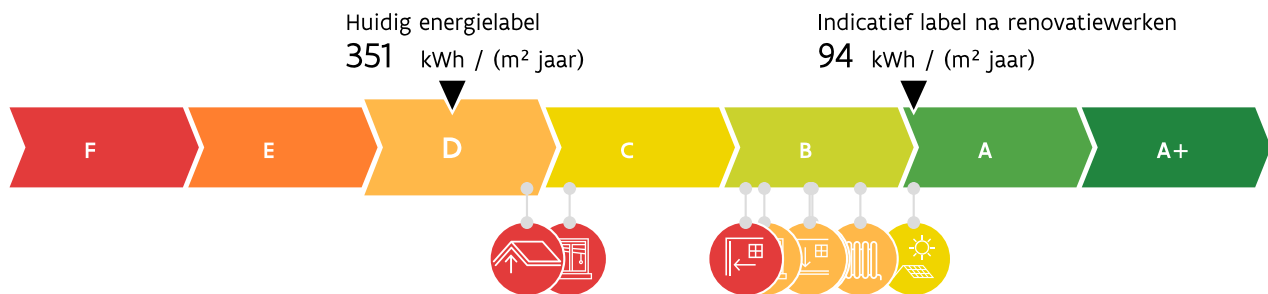 Huidig energielabel
351 kWh / (m² jaar)
Indicatief label na renovatiewerken
94 kWh / (m² jaar)
F E D C B A A+